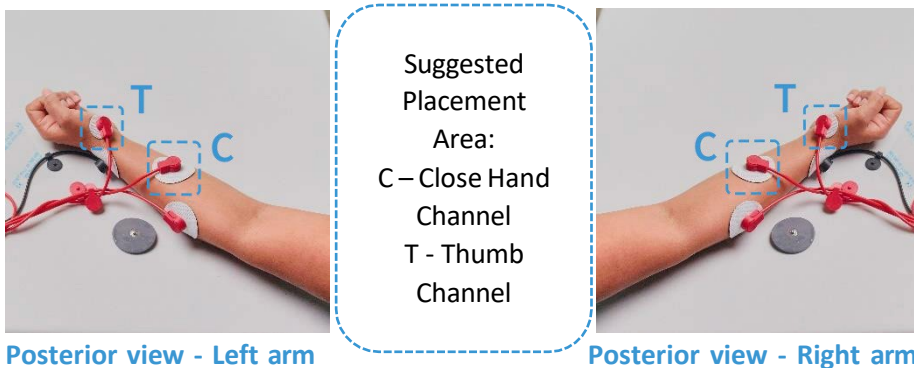 T
C
Suggested
Placement
Area:
C – Close Hand
Channel
T - Thumb
Channel
T
C
Posterior view - Left arm
Posterior view - Right arm